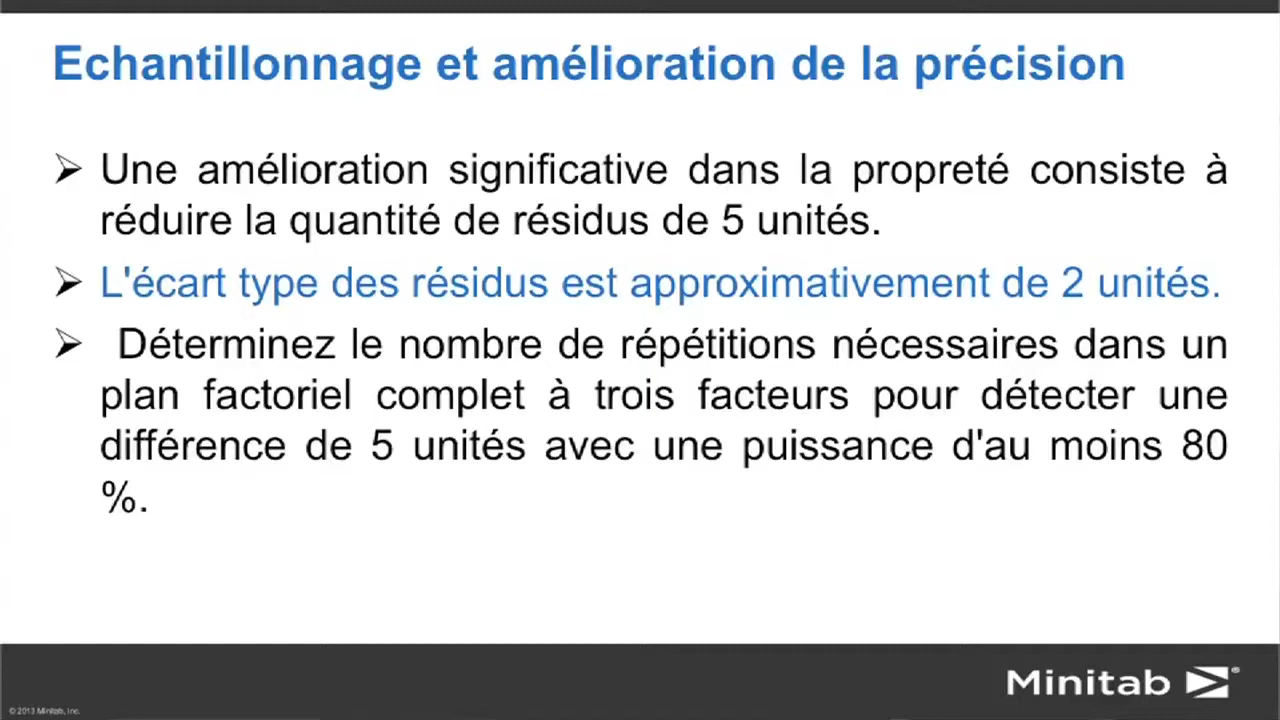 Echantillonnage et amélioration de la précision
Une amélioration significative dans la propreté consiste à
réduire la quantité de résidus de 5 unités.
L'écart type des résidus est approximativement de 2 unités.
Déterminez le nombre de répétitions nécessaires dans un
plan factoriel complet à trois facteurs pour détecter une
différence de 5 unités avec une puissance d'au moins 80
%.
Minitab®
© 2013 Minitab, Inc.